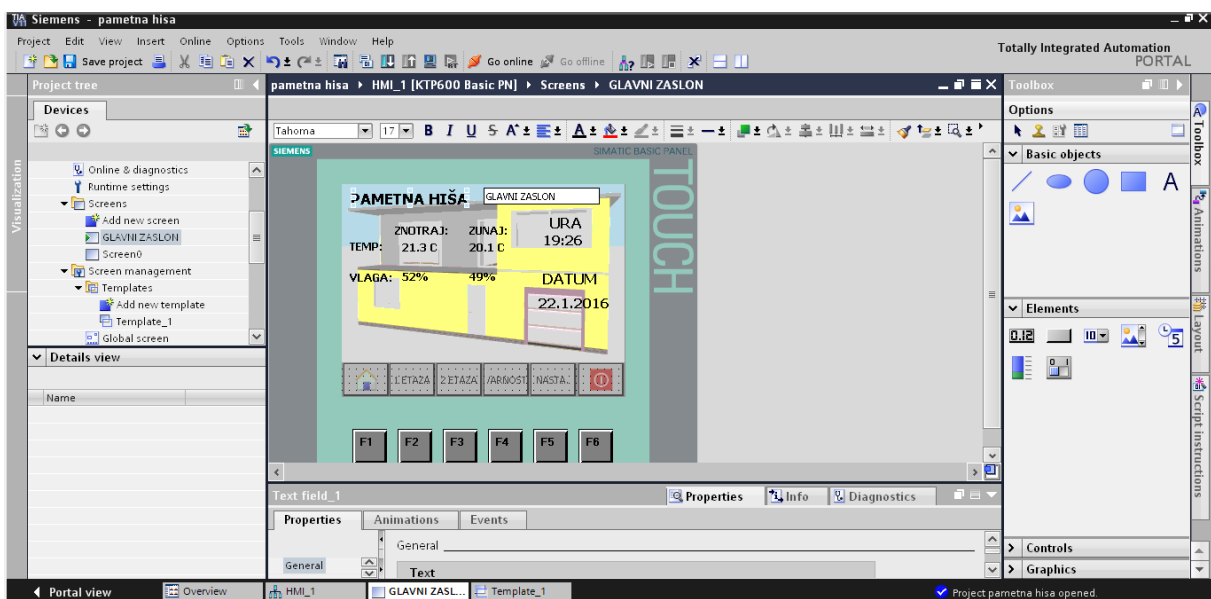 Siemens - pametna hisa
Project Edit View Insert Online Options Tools Window Help
Totally Integrated Automation
PORTAL
Save project Go online Go offline
Project tree
pametna hisa HMI_1 [KTP600 Basic PN] Screens GLAVNI ZASLON
Toolbox
Devices
Options
Tahoma 17 B I U S A A
Visualization
Online & diagnostics
Runtime settings
Screens
Add new screen
GLAVNI ZASLON
Screen0
Screen management
Templates
Add new template
Template_1
Global screen
Details view
Name
SIEMENS SIMATIC BASIC PANEL
TOUCH
PAMETNA HIŠA GLAVNI ZASLON
ZNOTRAJ: ZUNAJ: URA
TEMP: 21.3 C 20.1 C 19:26
VLAGA: 52% 49% DATUM
22.1.2016
1.ETAZA 2.ETAZA VARNOST NASTA.
F1 F2 F3 F4 F5 F6
Text field_1 Properties Info Diagnostics
Properties Animations Events
General
General
Text
Basic objects
A
Elements
0.12 10 5
0 1
Controls
Graphics
Toolbox
Animations
Layout
Script instructions
Portal view Overview HMI_1 GLAVNI ZASL... Template_1 Project pametna hisa opened.